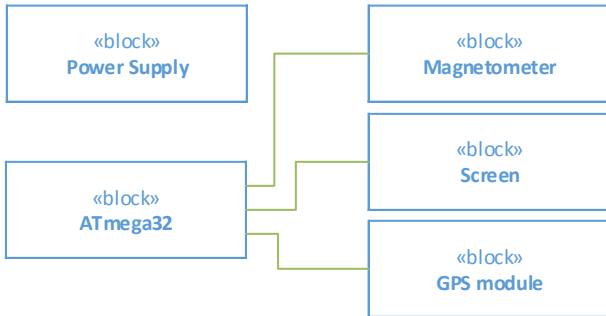 «block»
Power Supply
«block»
Magnetometer
«block»
Screen
«block»
ATmega32
«block»
GPS module